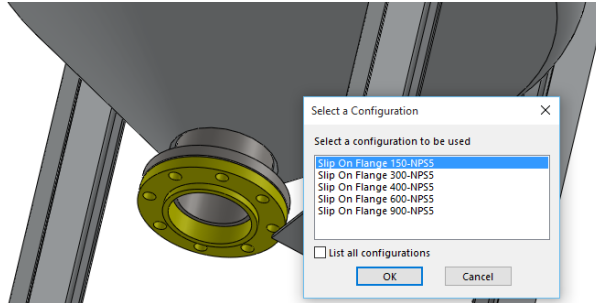 Select a Configuration
Select a configuration to be used
Slip On Flange 150-NPS5
Slip On Flange 300-NPS5
Slip On Flange 400-NPS5
Slip On Flange 600-NPS5
Slip On Flange 900-NPS5
List all configurations
OK
Cancel